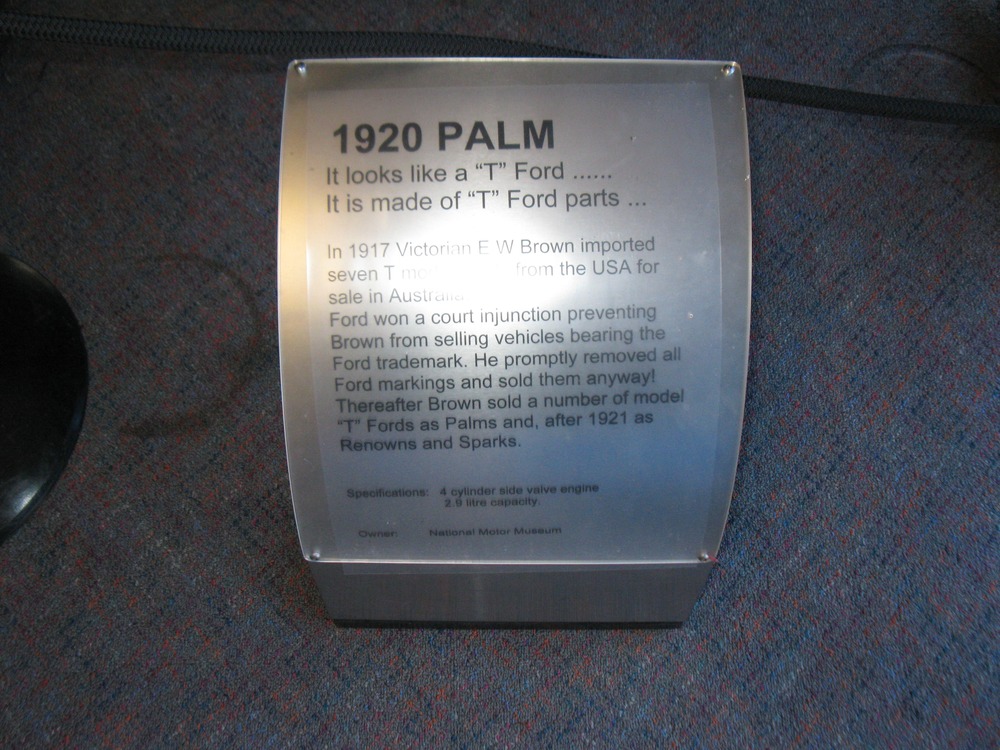 1920 PALM
It looks like a “T” Ford ......
It is made of “T” Ford parts ...
In 1917 Victorian E W Brown imported
seven T from the USA for
sale in Australia
Ford won a court injunction preventing
Brown from selling vehicles bearing the
Ford trademark. He promptly removed all
Ford markings and sold them anyway!
Thereafter Brown sold a number of model
“T” Fords as Palms and, after 1921 as
Renowns and Sparks.
Specifications: 4 cylinder side valve engine
2.9 litre capacity.
Owner: National Motor Museum